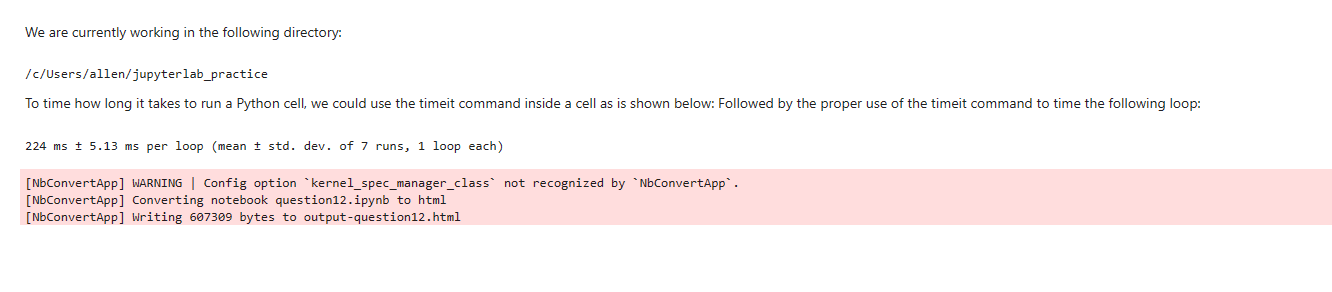 We are currently working in the following directory:
/c/Users/allen/jupyterlab_practice
To time how long it takes to run a Python cell, we could use the timeit command inside a cell as is shown below: Followed by the proper use of the timeit command to time the following loop:
224 ms ± 5.13 ms per loop (mean ± std. dev. of 7 runs, 1 loop each)
[NbConvertApp] WARNING | Config option `kernel_spec_manager_class` not recognized by `NbConvertApp`.
[NbConvertApp] Converting notebook question12.ipynb to html
[NbConvertApp] Writing 607309 bytes to output-question12.html